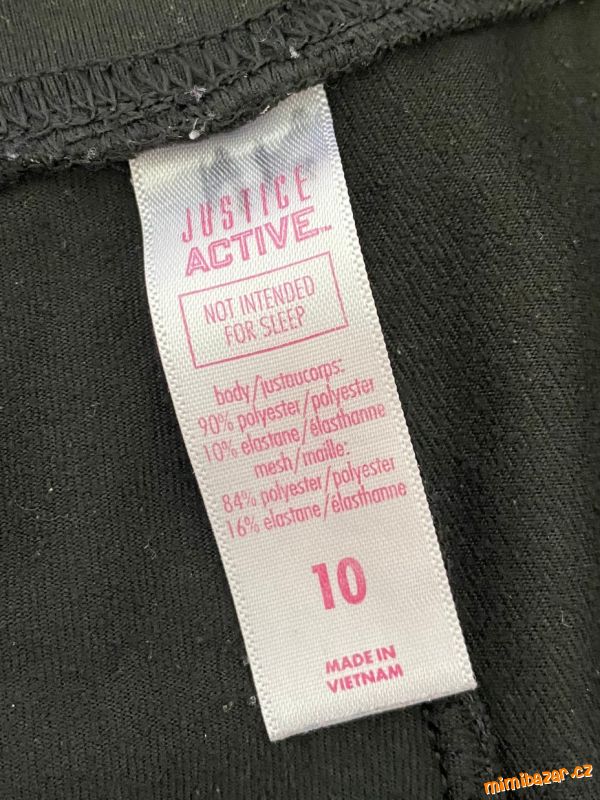 JUSTICE
ACTIVE™
NOT INTENDED
FOR SLEEP
body/justaucorps:
90% polyester/polyester
10% elastane/élasthanne
mesh/maille:
84% polyester/polyester
16% elastane/élasthanne
10
MADE IN
VIETNAM
mimibazar.cz